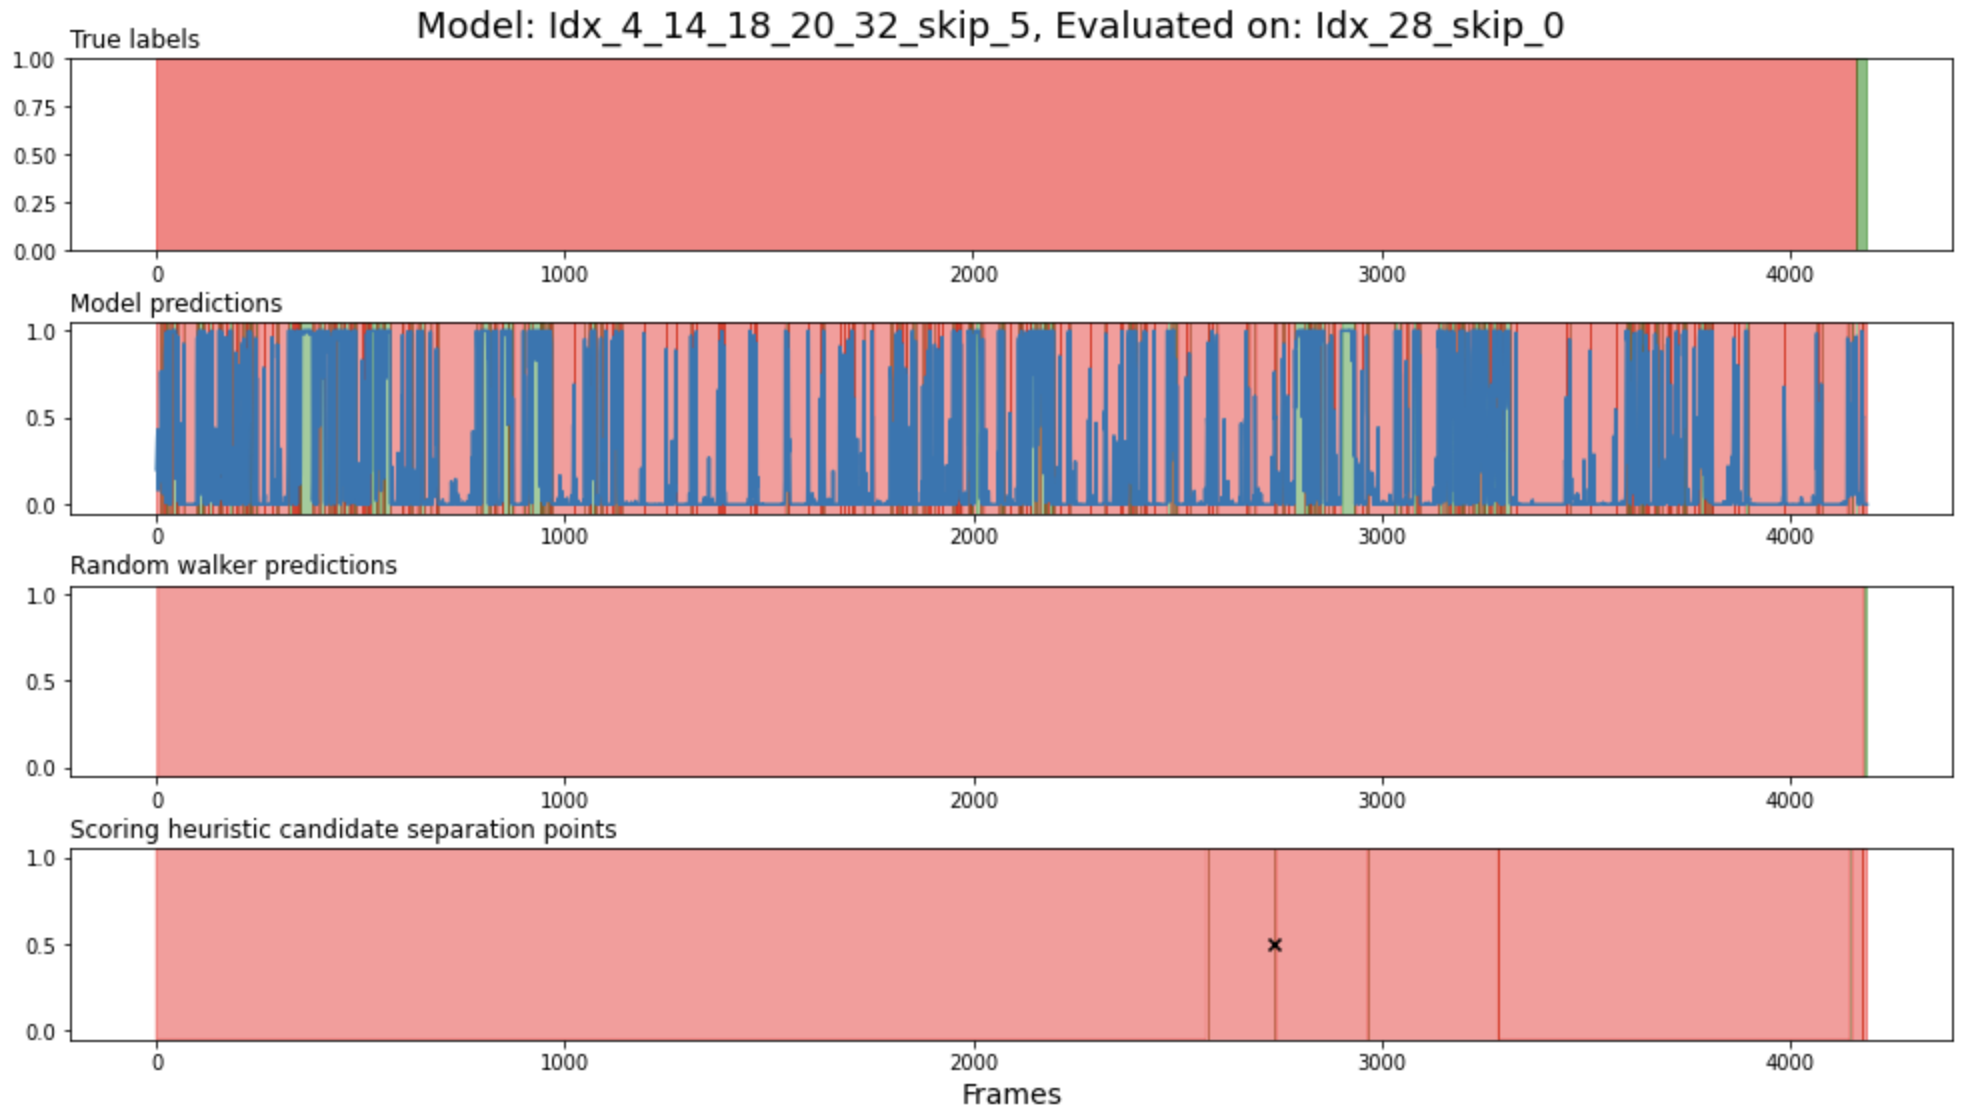 Model: Idx_4_14_18_20_32_skip_5, Evaluated on: Idx_28_skip_0
True labels
1.00
0.75
0.50
0.25
0.00
0 1000 2000 3000 4000
Model predictions
1.0
0.5
0.0
0 1000 2000 3000 4000
Random walker predictions
1.0
0.5
0.0
0 1000 2000 3000 4000
Scoring heuristic candidate separation points
1.0
0.5
0.0
0 1000 2000 3000 4000
Frames